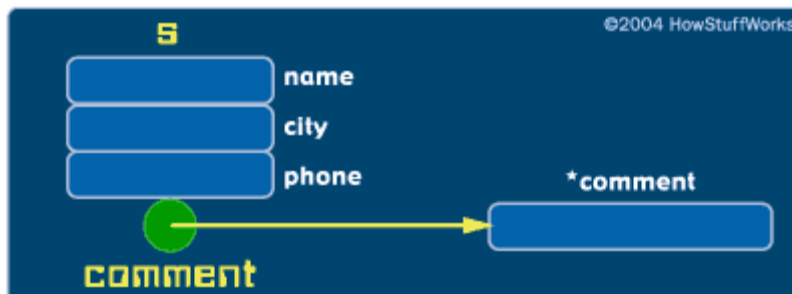 ©2004 HowStuffWorks
s
name
city
phone
*comment
comment